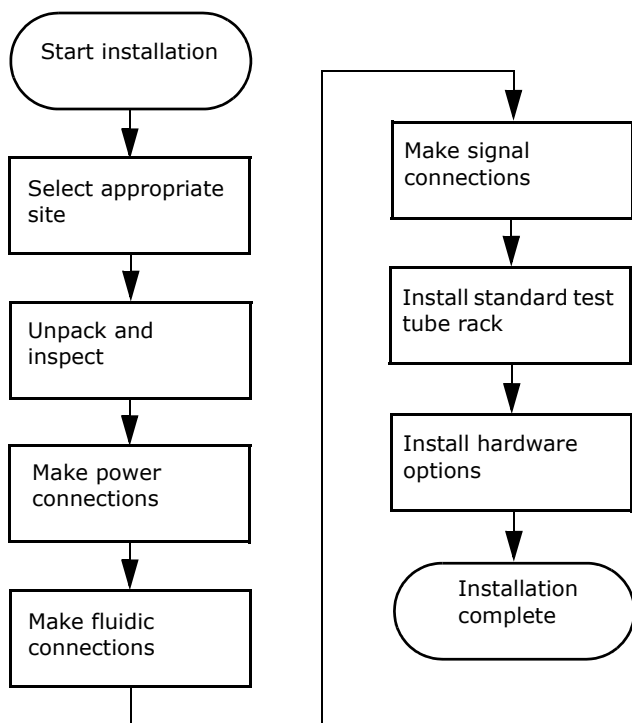 Start installation
Select appropriate
site
Unpack and
inspect
Make power
connections
Make fluidic
connections
Make signal
connections
Install standard test
tube rack
Install hardware
options
Installation
complete